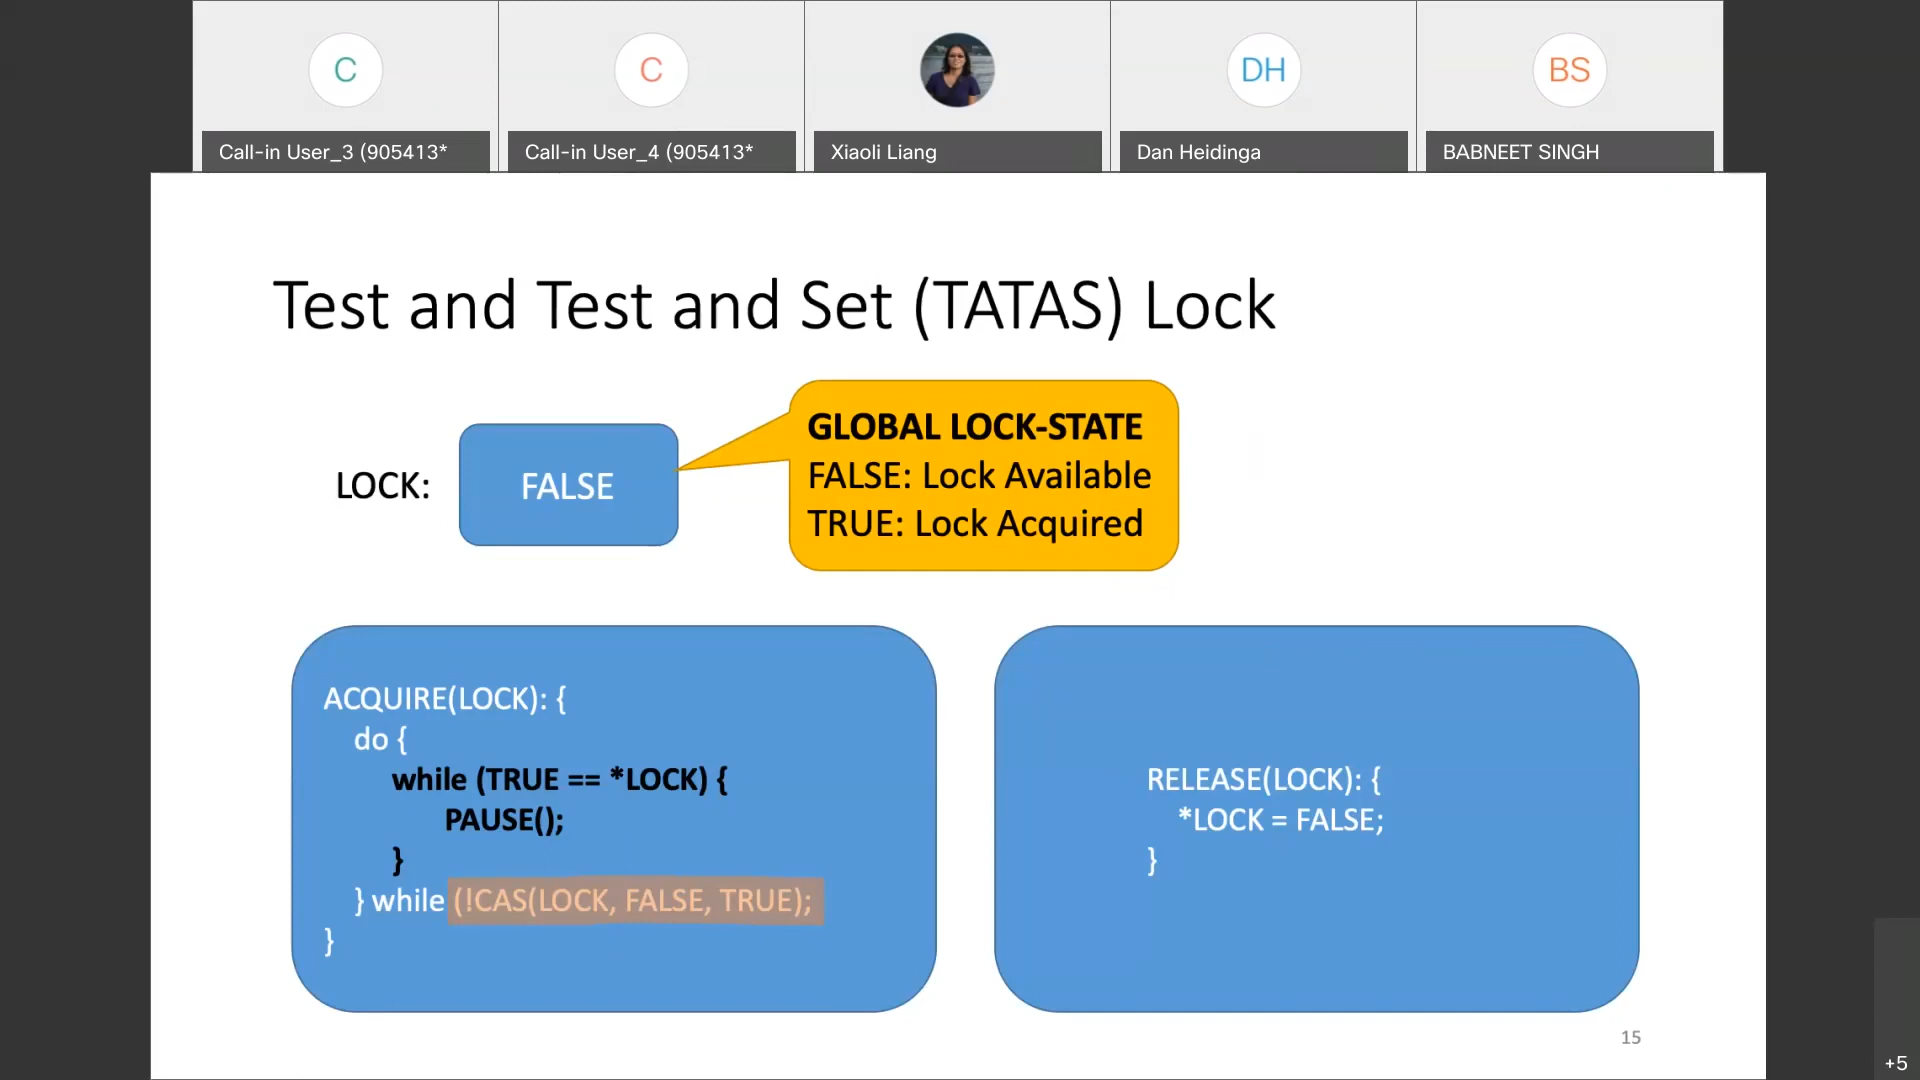 C
C
DH
BS
Call-in User_3 (905413*
Call-in User_4 (905413*
Xiaoli Liang
Dan Heidinga
BABNEET SINGH
Test and Test and Set (TATAS) Lock
LOCK:
FALSE
GLOBAL LOCK-STATE
FALSE: Lock Available
TRUE: Lock Acquired
ACQUIRE(LOCK): {
do {
while (TRUE == *LOCK) {
PAUSE();
}
} while (!CAS(LOCK, FALSE, TRUE);
}
RELEASE(LOCK): {
*LOCK = FALSE;
}
15
+5